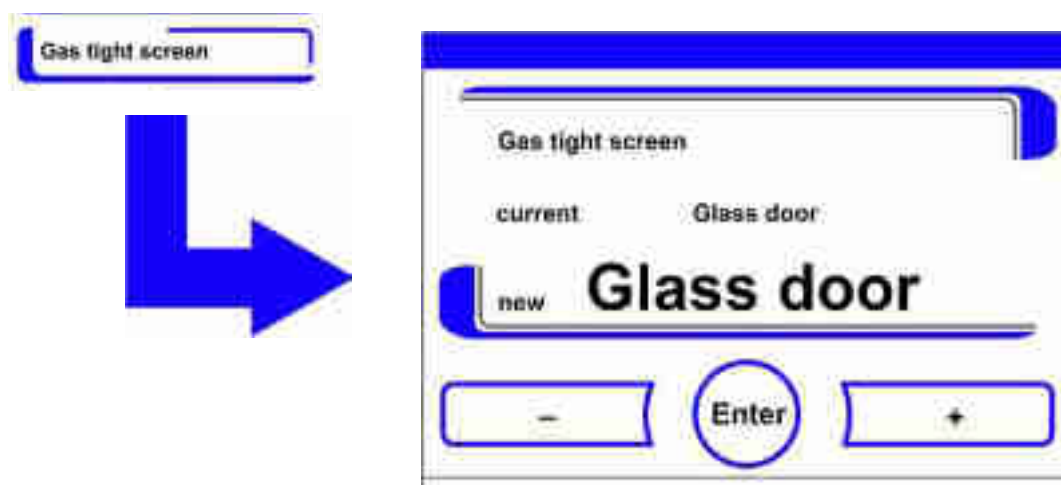 Gas tight screen
Gas tight screen
current Glass door
new Glass door
– Enter +